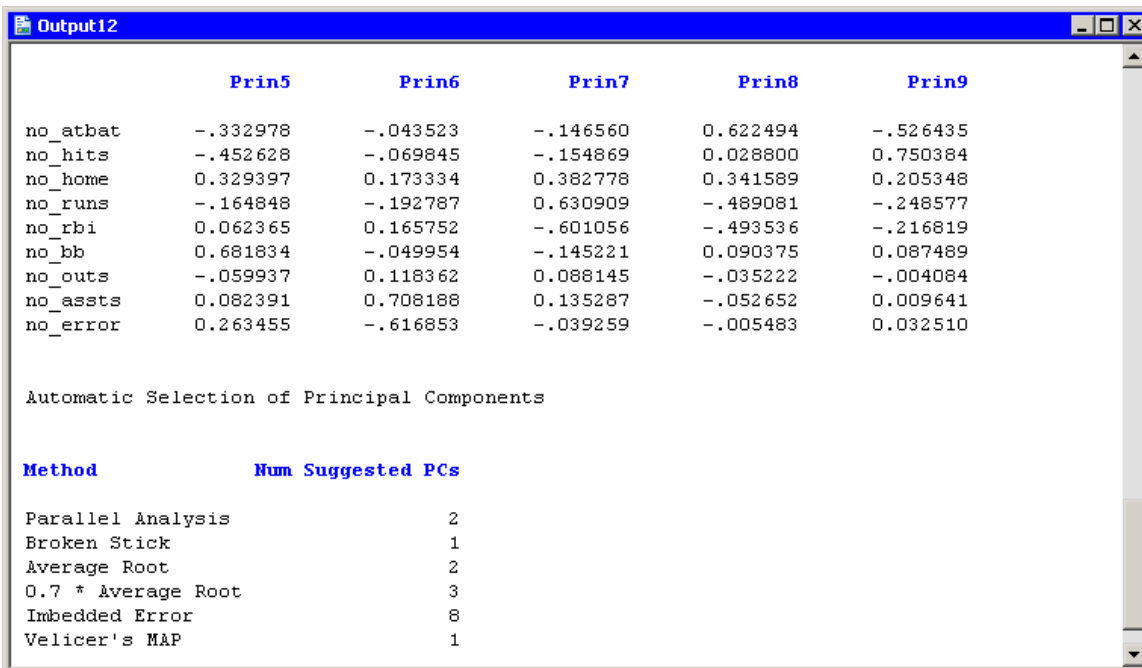 Output12
Prin5 Prin6 Prin7 Prin8 Prin9
no_atbat -.332978 -.043523 -.146560 0.622494 -.526435
no_hits -.452628 -.069845 -.154869 0.028800 0.750384
no_home 0.329397 0.173334 0.382778 0.341589 0.205348
no_runs -.164848 -.192787 0.630909 -.489081 -.248577
no_rbi 0.062365 0.165752 -.601056 -.493536 -.216819
no_bb 0.681834 -.049954 -.145221 0.090375 0.087489
no_outs -.059937 0.118362 0.088145 -.035222 -.004084
no_assts 0.082391 0.708188 0.135287 -.052652 0.009641
no_error 0.263455 -.616853 -.039259 -.005483 0.032510
Automatic Selection of Principal Components
Method Num Suggested PCs
Parallel Analysis 2
Broken Stick 1
Average Root 2
0.7 * Average Root 3
Imbedded Error 8
Velicer's MAP 1